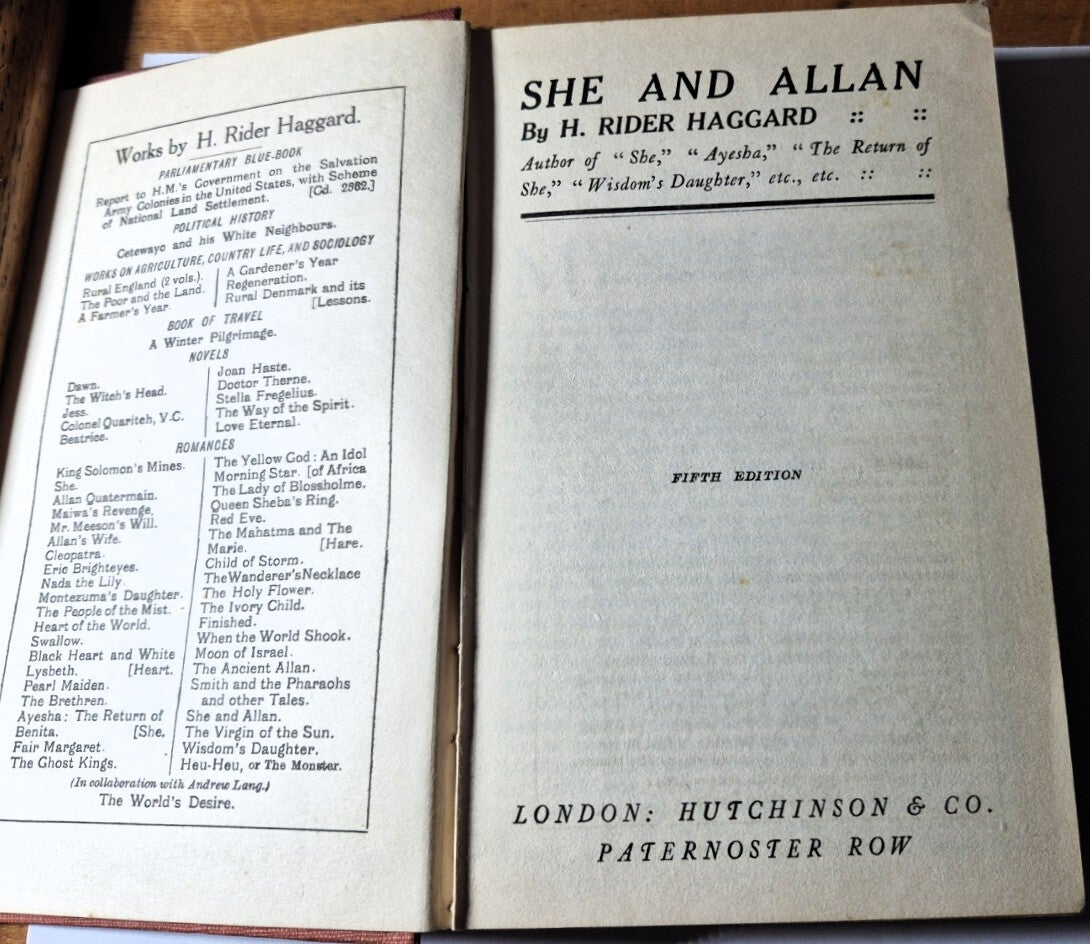 Works by H. Rider Haggard.
PARLIAMENTARY BLUE-BOOK
Report to H.M.'s Government on the Salvation
Army Colonies in the United States, with Scheme
of National Land Settlement. [Cd. 2562.]
POLITICAL HISTORY
Cetewayo and his White Neighbours.
WORKS ON AGRICULTURE, COUNTRY LIFE, AND SOCIOLOGY
Rural England (2 vols.).
The Poor and the Land.
A Farmer's Year.
A Gardener's Year
Regeneration.
Rural Denmark and its
[Lessons.
BOOK OF TRAVEL
A Winter Pilgrimage.
NOVELS
Dawn.
The Witch's Head.
Jess.
Colonel Quaritch, V.C.
Beatrice.
Joan Haste.
Doctor Therne.
Stella Fregelius.
The Way of the Spirit.
Love Eternal.
ROMANCES
King Solomon's Mines.
She.
Allan Quatermain.
Maiwa's Revenge.
Mr. Meeson's Will.
Allan's Wife.
Cleopatra.
Eric Brighteyes.
Nada the Lily.
Montezuma's Daughter.
The People of the Mist.
Heart of the World.
Swallow.
Black Heart and White
Lysbeth. [Heart.
Pearl Maiden.
The Brethren.
Ayesha: The Return of
Benita. [She.
Fair Margaret.
The Ghost Kings.
The Yellow God: An Idol
Morning Star. [of Africa
The Lady of Blossholme.
Queen Sheba's Ring.
Red Eve.
The Mahatma and The
Marie. [Hare.
Child of Storm.
The Wanderer's Necklace
The Holy Flower.
The Ivory Child.
Finished.
When the World Shook.
Moon of Israel.
The Ancient Allan.
Smith and the Pharaohs
and other Tales.
She and Allan.
The Virgin of the Sun.
Wisdom's Daughter.
Heu-Heu, or The Monster.
(In collaboration with Andrew Lang.)
The World's Desire.
SHE AND ALLAN
By H. RIDER HAGGARD :: ::
Author of "She," "Ayesha," "The Return of
She," "Wisdom's Daughter," etc., etc. :: ::
FIFTH EDITION
LONDON: HUTCHINSON & CO.
PATERNOSTER ROW